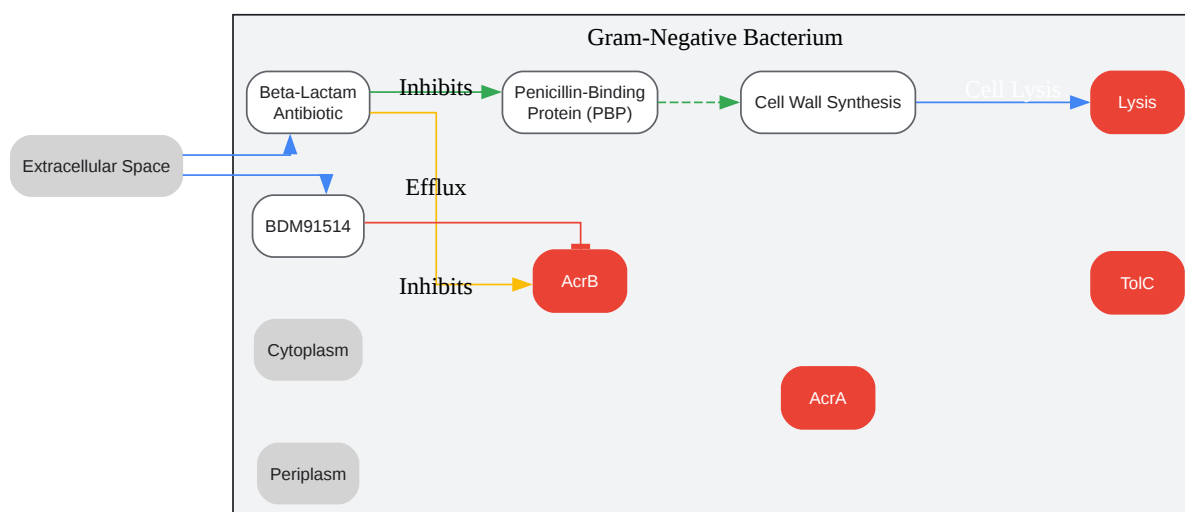 Gram-Negative Bacterium
Beta-Lactam
Antibiotic
Inhibits
Penicillin-Binding
Protein (PBP)
Cell Wall Synthesis
Cell Lysis
Lysis
Extracellular Space
Efflux
BDM91514
Inhibits
AcrB
TolC
Cytoplasm
AcrA
Periplasm